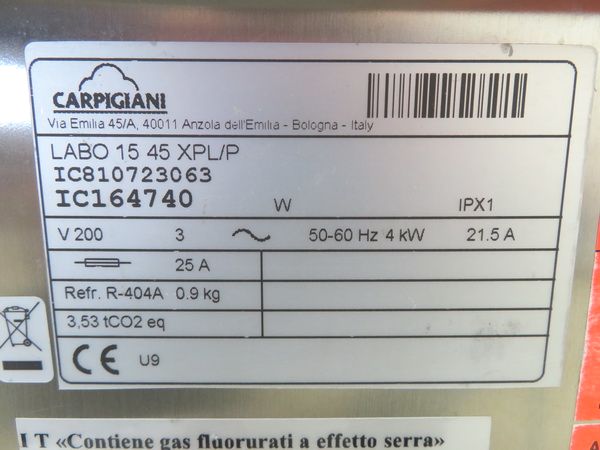 CARPIGIANI
Via Emilia 45/A, 40011 Anzola dell'Emilia - Bologna - Italy
LABO 15 45 XPL/P
IC810723063
IC164740 W IPX1
V 200 3 50-60 Hz 4 kW 21.5 A
25 A
Refr. R-404A 0.9 kg
3,53 tCO2 eq
CE U9
IT «Contiene gas fluorurati a effetto serra»